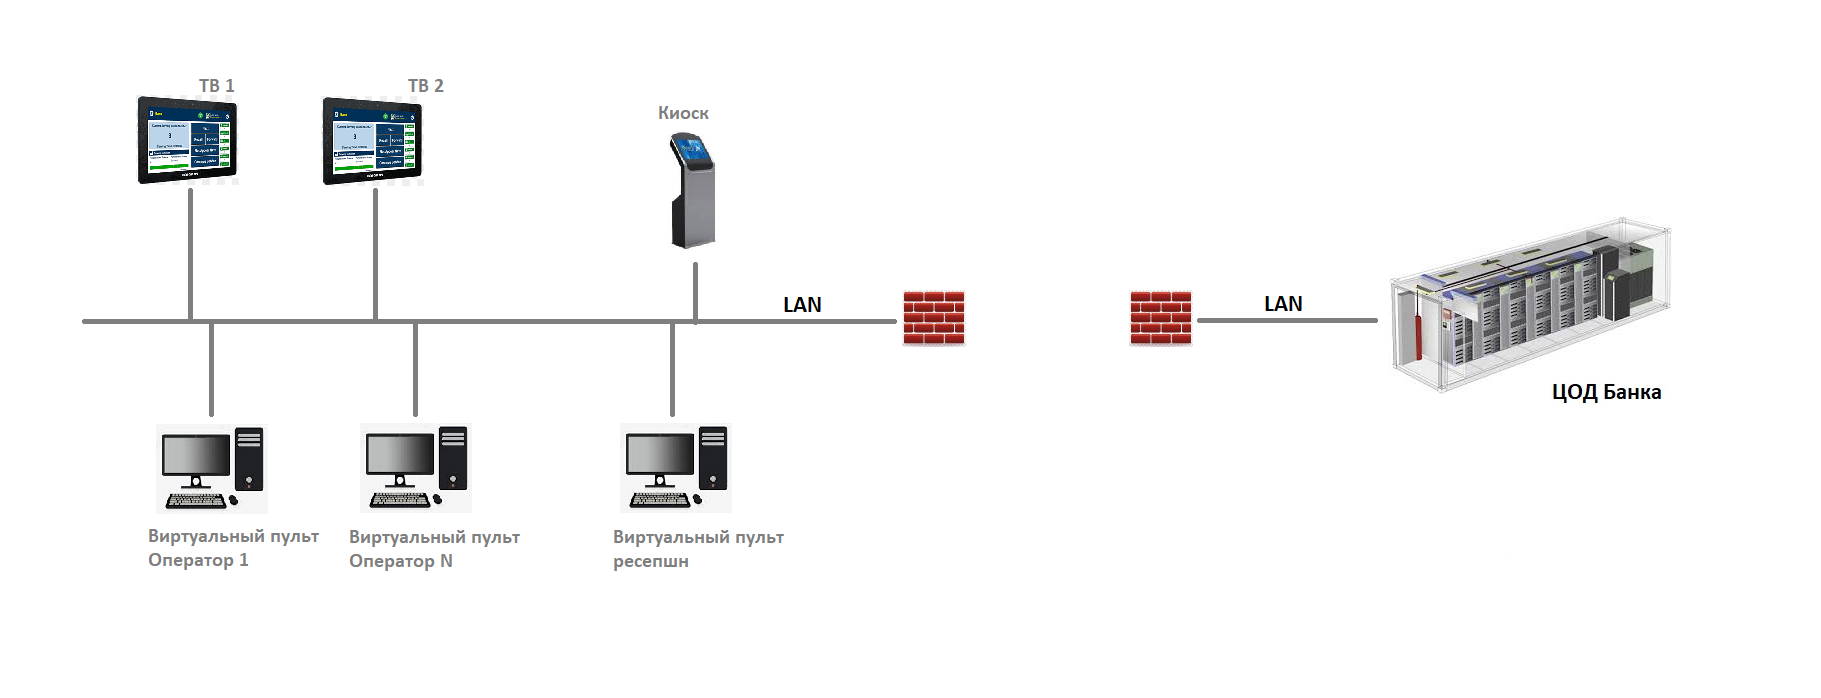 ТВ 1
ТВ 2
Киоск
LAN
LAN
ЦОД Банка
Виртуальный пульт
Оператор 1
Виртуальный пульт
Оператор N
Виртуальный пульт
ресепшн